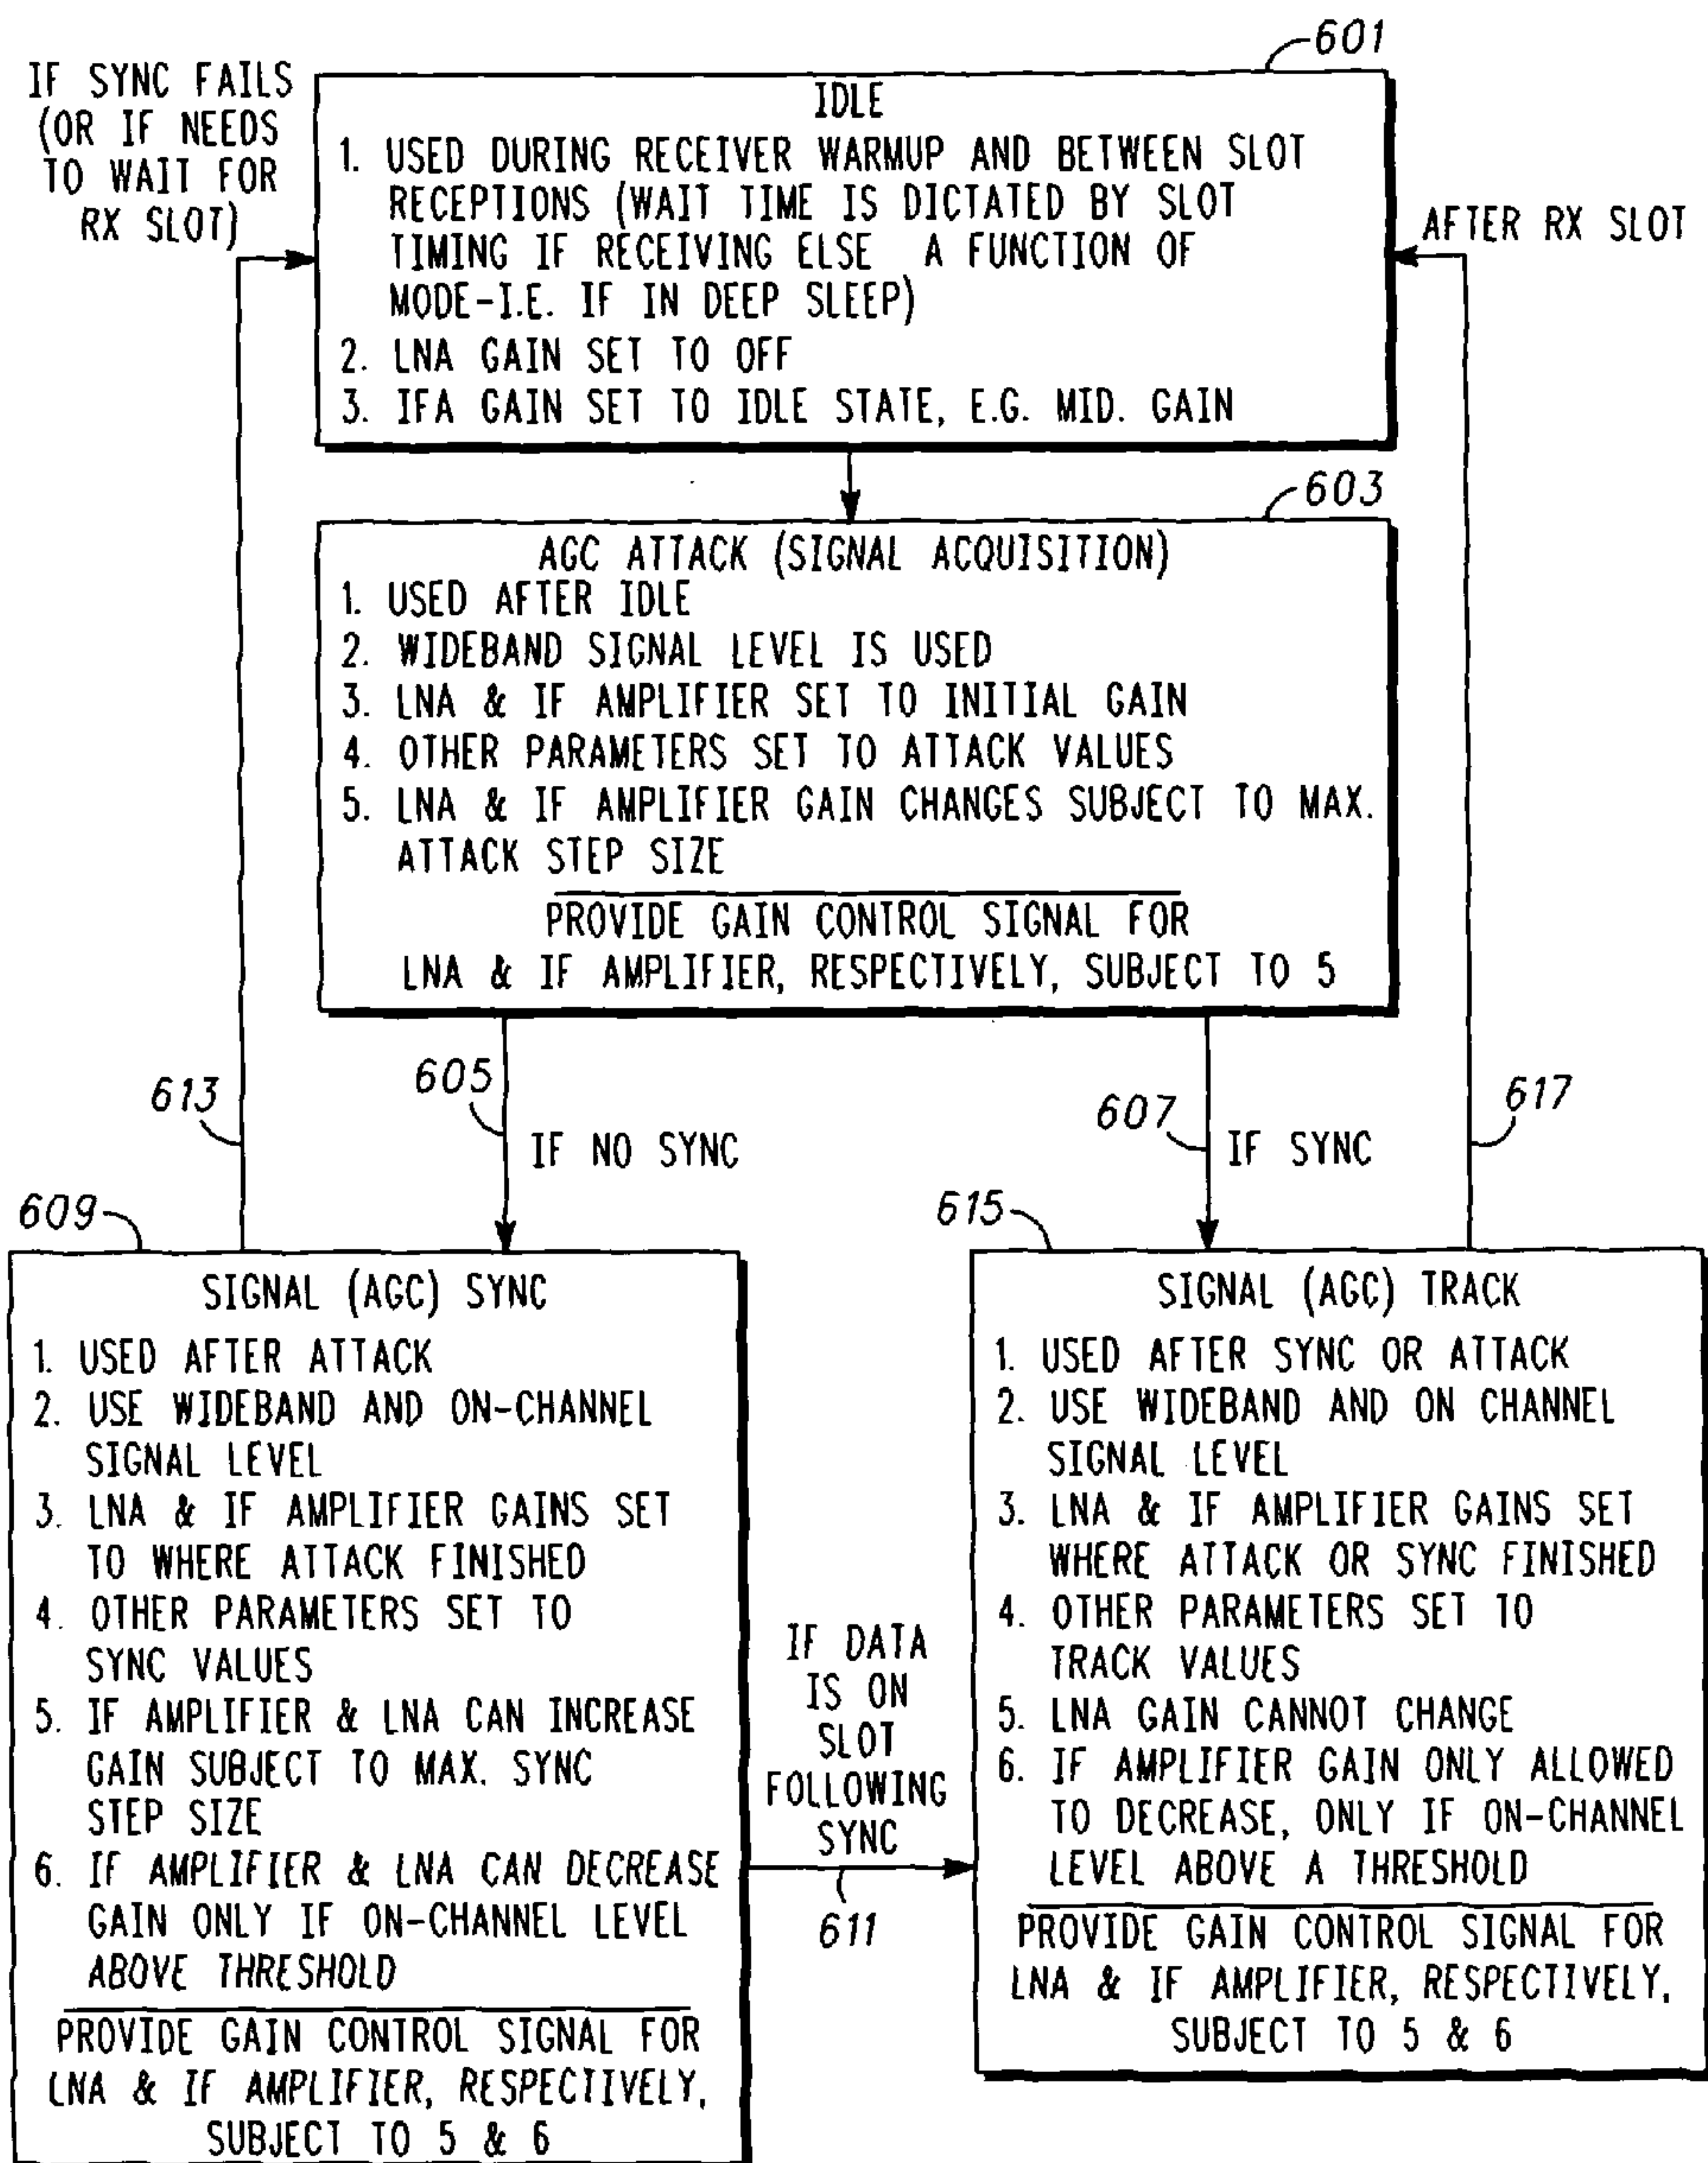 601
IF SYNC FAILS
(OR IF NEEDS
TO WAIT FOR
RX SLOT)
IDLE
1. USED DURING RECEIVER WARMUP AND BETWEEN SLOT
RECEPTIONS (WAIT TIME IS DICTATED BY SLOT
TIMING IF RECEIVING ELSE A FUNCTION OF
MODE-I.E. IF IN DEEP SLEEP)
2. LNA GAIN SET TO OFF
3. IFA GAIN SET TO IDLE STATE, E.G. MID. GAIN
AFTER RX SLOT
603
AGC ATTACK (SIGNAL ACQUISITION)
1. USED AFTER IDLE
2. WIDEBAND SIGNAL LEVEL IS USED
3. LNA & IF AMPLIFIER SET TO INITIAL GAIN
4. OTHER PARAMETERS SET TO ATTACK VALUES
5. LNA & IF AMPLIFIER GAIN CHANGES SUBJECT TO MAX.
ATTACK STEP SIZE
PROVIDE GAIN CONTROL SIGNAL FOR
LNA & IF AMPLIFIER, RESPECTIVELY, SUBJECT TO 5
613
605
IF NO SYNC
607
IF SYNC
617
609
SIGNAL (AGC) SYNC
1. USED AFTER ATTACK
2. USE WIDEBAND AND ON-CHANNEL
SIGNAL LEVEL
3. LNA & IF AMPLIFIER GAINS SET
TO WHERE ATTACK FINISHED
4. OTHER PARAMETERS SET TO
SYNC VALUES
5. IF AMPLIFIER & LNA CAN INCREASE
GAIN SUBJECT TO MAX. SYNC
STEP SIZE
6. IF AMPLIFIER & LNA CAN DECREASE
GAIN ONLY IF ON-CHANNEL LEVEL
ABOVE THRESHOLD
PROVIDE GAIN CONTROL SIGNAL FOR
LNA & IF AMPLIFIER, RESPECTIVELY,
SUBJECT TO 5 & 6
IF DATA
IS ON
SLOT
FOLLOWING
SYNC
611
615
SIGNAL (AGC) TRACK
1. USED AFTER SYNC OR ATTACK
2. USE WIDEBAND AND ON CHANNEL
SIGNAL LEVEL
3. LNA & IF AMPLIFIER GAINS SET
WHERE ATTACK OR SYNC FINISHED
4. OTHER PARAMETERS SET TO
TRACK VALUES
5. LNA GAIN CANNOT CHANGE
6. IF AMPLIFIER GAIN ONLY ALLOWED
TO DECREASE, ONLY IF ON-CHANNEL
LEVEL ABOVE A THRESHOLD
PROVIDE GAIN CONTROL SIGNAL FOR
LNA & IF AMPLIFIER, RESPECTIVELY,
SUBJECT TO 5 & 6